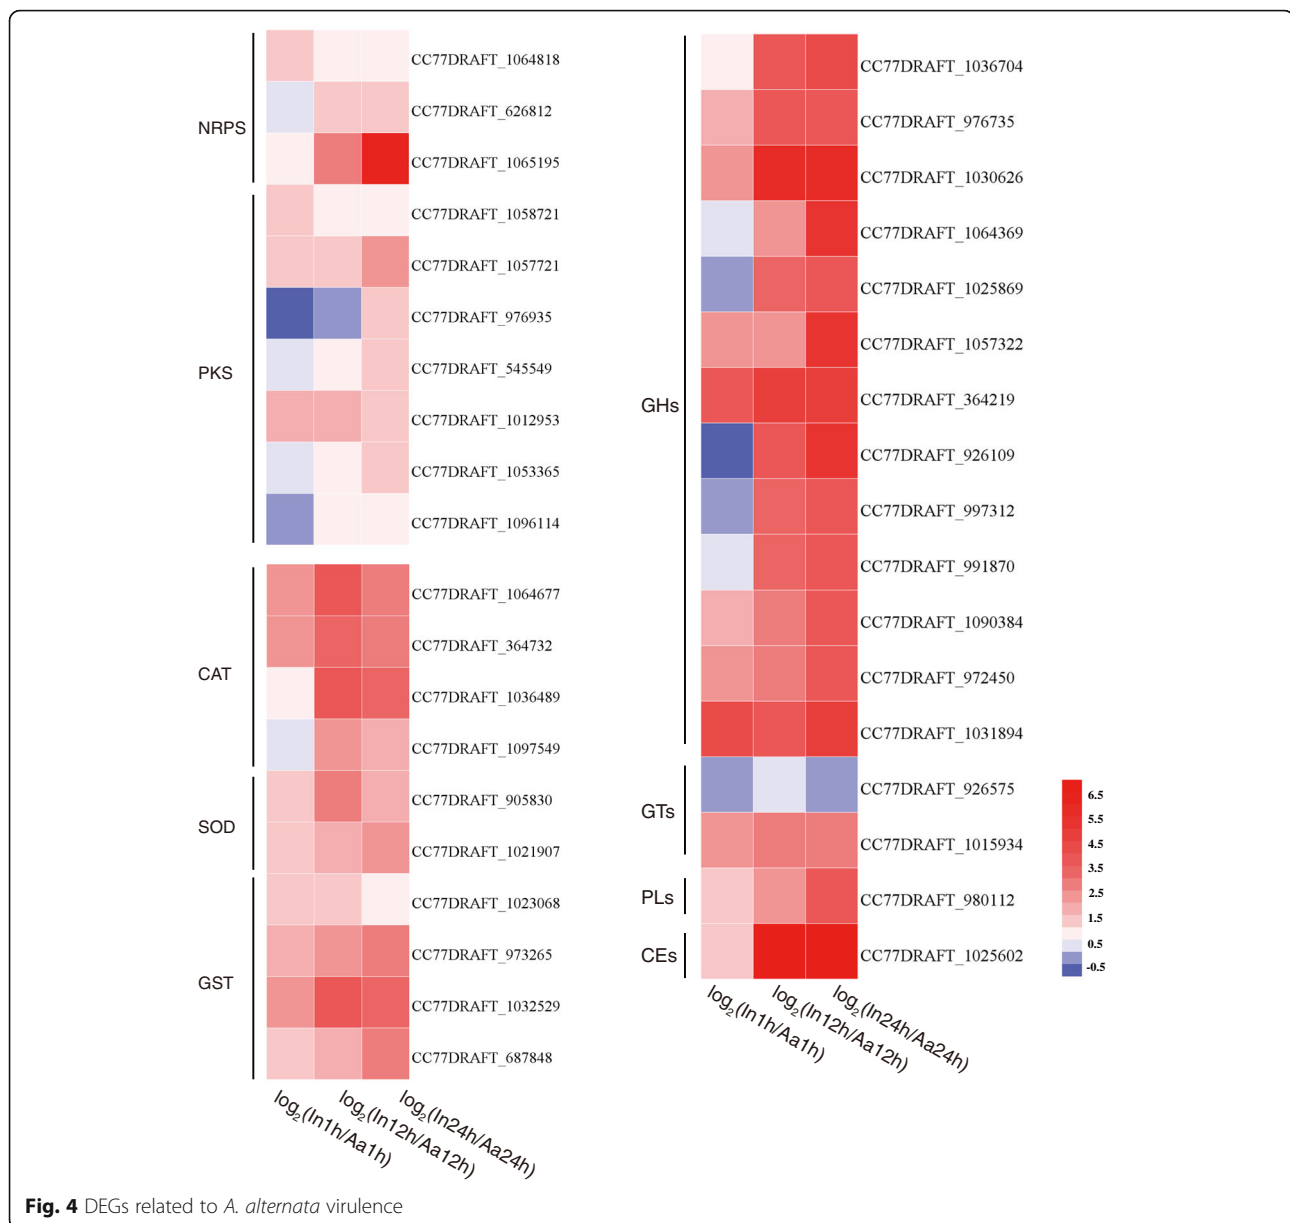 NRPS
CC77DRAFT_1064818
CC77DRAFT_626812
CC77DRAFT_1065195
PKS
CC77DRAFT_1058721
CC77DRAFT_1057721
CC77DRAFT_976935
CC77DRAFT_545549
CC77DRAFT_1012953
CC77DRAFT_1053365
CC77DRAFT_1096114
CAT
CC77DRAFT_1064677
CC77DRAFT_364732
CC77DRAFT_1036489
CC77DRAFT_1097549
SOD
CC77DRAFT_905830
CC77DRAFT_1021907
GST
CC77DRAFT_1023068
CC77DRAFT_973265
CC77DRAFT_1032529
CC77DRAFT_687848
log2(In1h/Aa1h)
log2(In12h/Aa12h)
log2(In24h/Aa24h)
GHs
CC77DRAFT_1036704
CC77DRAFT_976735
CC77DRAFT_1030626
CC77DRAFT_1064369
CC77DRAFT_1025869
CC77DRAFT_1057322
CC77DRAFT_364219
CC77DRAFT_926109
CC77DRAFT_997312
CC77DRAFT_991870
CC77DRAFT_1090384
CC77DRAFT_972450
CC77DRAFT_1031894
GTs
CC77DRAFT_926575
CC77DRAFT_1015934
PLs
CC77DRAFT_980112
CEs
CC77DRAFT_1025602
log2(In1h/Aa1h)
log2(In12h/Aa12h)
log2(In24h/Aa24h)
6.5
5.5
4.5
3.5
2.5
1.5
0.5
-0.5
Fig. 4 DEGs related to A. alternata virulence